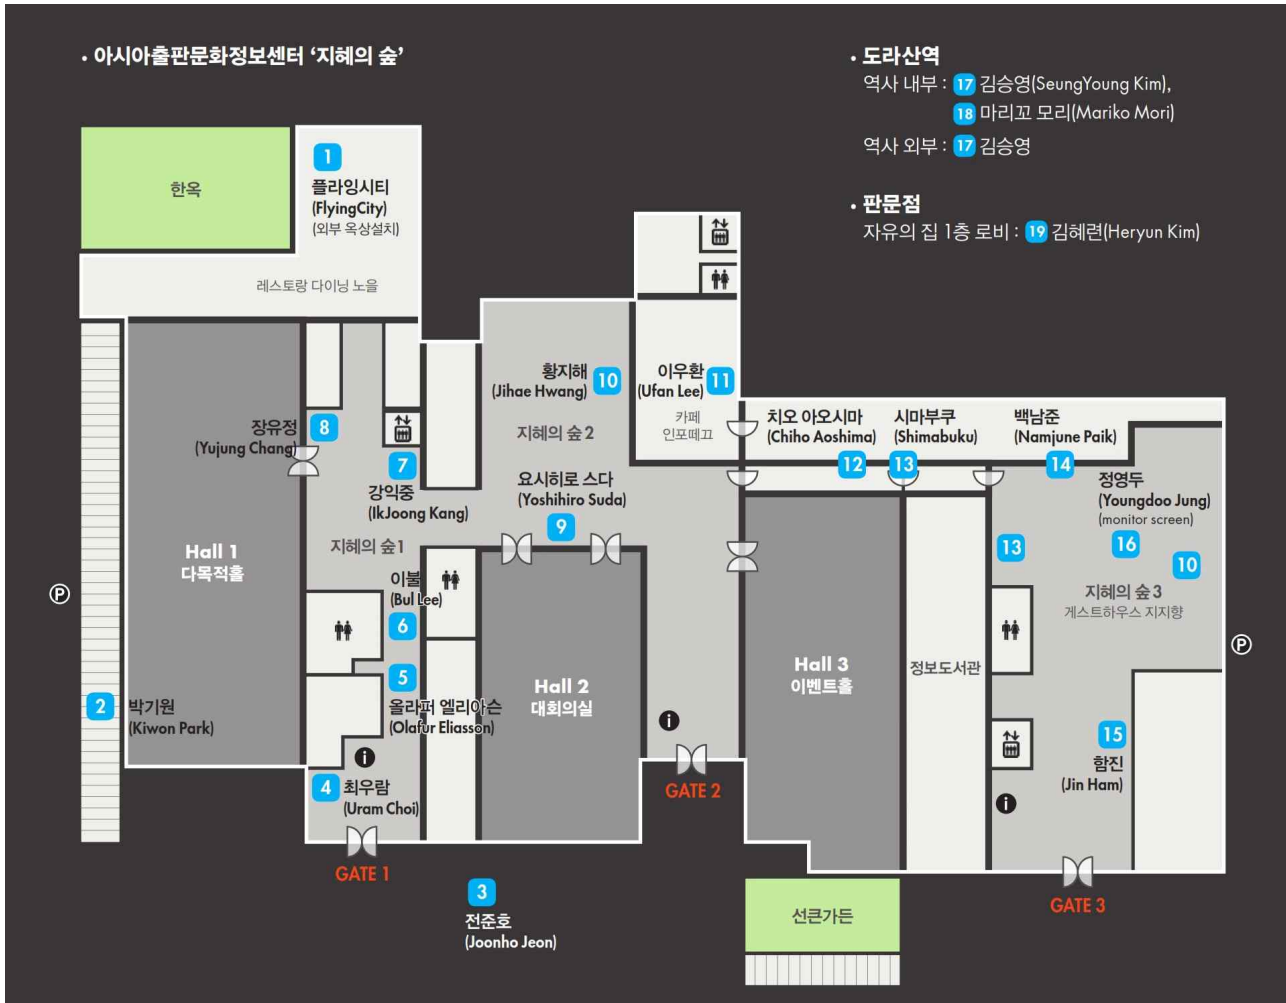 • 아시아출판문화정보센터 ‘지혜의 숲’
• 도라산역
역사 내부 : 17 김승영(SeungYoung Kim),
18 마리꼬 모리(Mariko Mori)
역사 외부 : 17 김승영
• 판문점
자유의 집 1층 로비 : 19 김혜련(Heryun Kim)
한옥
1
플라잉시티
(FlyingCity)
(외부 옥상설치)
레스토랑 다이닝 노을
장유정
(Yujung Chang)
8
7
강익중
(IkJoong Kang)
지혜의 숲1
Hall 1
다목적홀
이불
(Bul Lee)
6
5
올라퍼 엘리아슨
(Olafur Eliasson)
P
2
박기원
(Kiwon Park)
i
4
최우람
(Uram Choi)
GATE 1
3
전준호
(Joonho Jeon)
황지해
(Jihae Hwang)
10
지혜의 숲2
요시히로 스다
(Yoshihiro Suda)
9
Hall 2
대회의실
이우환
(Ufan Lee)
11
카페
인포떼끄
i
GATE 2
치오 아오시마
(Chiho Aoshima)
12
시마부쿠
(Shimabuku)
13
백남준
(Namjune Paik)
14
정영두
(Youngdoo Jung)
(monitor screen)
16
13
10
지혜의 숲3
게스트하우스 지지향
Hall 3
이벤트홀
정보도서관
P
15
함진
(Jin Ham)
i
GATE 3
선큰가든